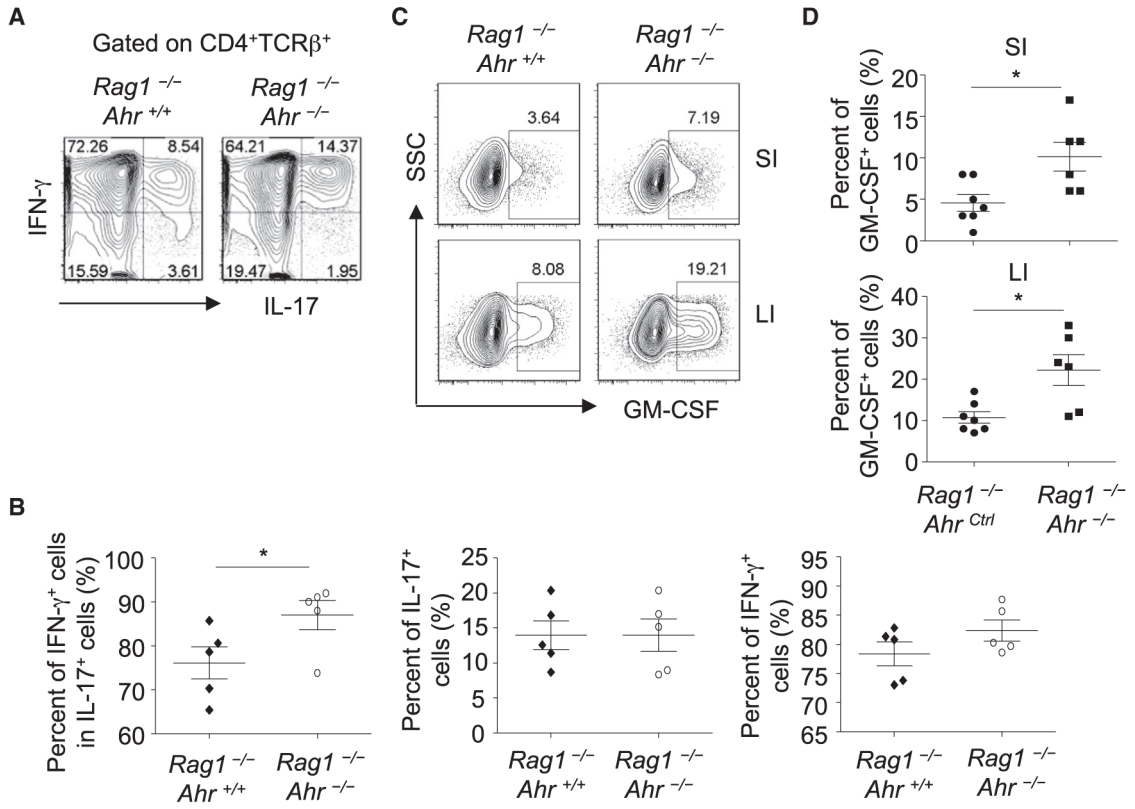 A
Gated on CD4⁺TCRβ⁺
Rag1 ⁻/⁻
Ahr ⁺/⁺
Rag1 ⁻/⁻
Ahr ⁻/⁻
72.26
8.54
15.59
3.61
64.21
14.37
19.47
1.95
IFN-γ
IL-17
C
Rag1 ⁻/⁻
Ahr ⁺/⁺
Rag1 ⁻/⁻
Ahr ⁻/⁻
3.64
7.19
SI
8.08
19.21
LI
SSC
GM-CSF
D
SI
Percent of
GM-CSF⁺ cells (%)
20
15
10
5
0
*
LI
Percent of
GM-CSF⁺ cells (%)
40
30
20
10
0
*
Rag1 ⁻/⁻
Ahr Ctrl
Rag1 ⁻/⁻
Ahr ⁻/⁻
B
Percent of IFN-γ⁺ cells
in IL-17⁺ cells (%)
100
90
80
70
60
*
Rag1 ⁻/⁻
Ahr ⁺/⁺
Rag1 ⁻/⁻
Ahr ⁻/⁻
Percent of IL-17⁺
cells (%)
25
20
15
10
5
0
Rag1 ⁻/⁻
Ahr ⁺/⁺
Rag1 ⁻/⁻
Ahr ⁻/⁻
Percent of IFN-γ⁺
cells (%)
95
90
85
80
75
70
65
Rag1 ⁻/⁻
Ahr ⁺/⁺
Rag1 ⁻/⁻
Ahr ⁻/⁻